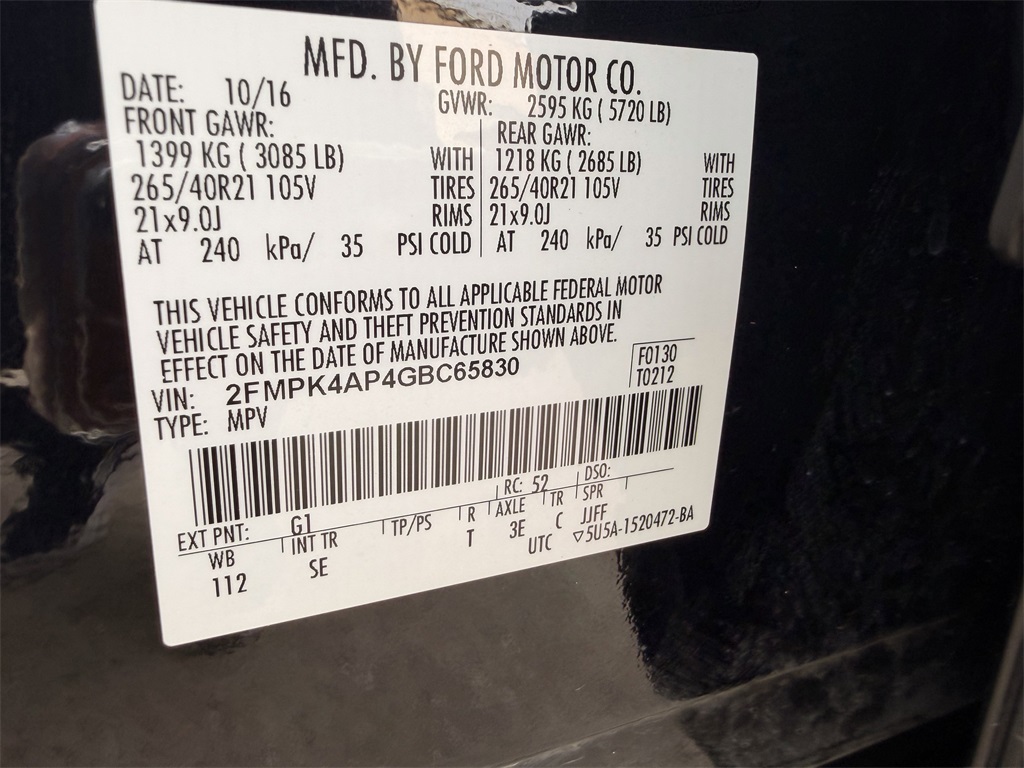 MFD. BY FORD MOTOR CO.
DATE: 10/16 GVWR: 2595 KG ( 5720 LB)
FRONT GAWR: REAR GAWR:
1399 KG ( 3085 LB) WITH 1218 KG ( 2685 LB) WITH
265/40R21 105V TIRES 265/40R21 105V TIRES
21x9.0J RIMS 21x9.0J RIMS
AT 240 kPa/ 35 PSI COLD AT 240 kPa/ 35 PSI COLD
THIS VEHICLE CONFORMS TO ALL APPLICABLE FEDERAL MOTOR
VEHICLE SAFETY AND THEFT PREVENTION STANDARDS IN
EFFECT ON THE DATE OF MANUFACTURE SHOWN ABOVE.
VIN: 2FMPK4AP4GBC65830 F0130
TYPE: MPV T0212
EXT PNT: G1 RC: 52 DSO:
WB INT TR TP/PS R AXLE TR SPR
112 SE T 3E C JJFF
UTC ▽5U5A-1520472-BA